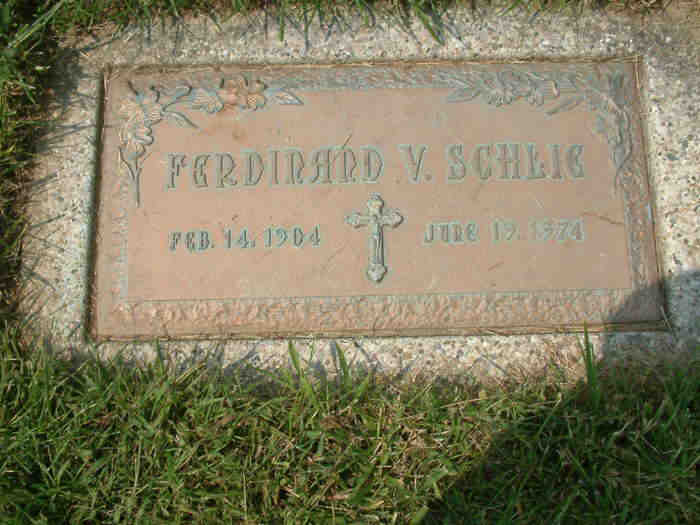 FERDINAND V. SCHLIE
FEB. 14. 1904 JUNE 19. 1974